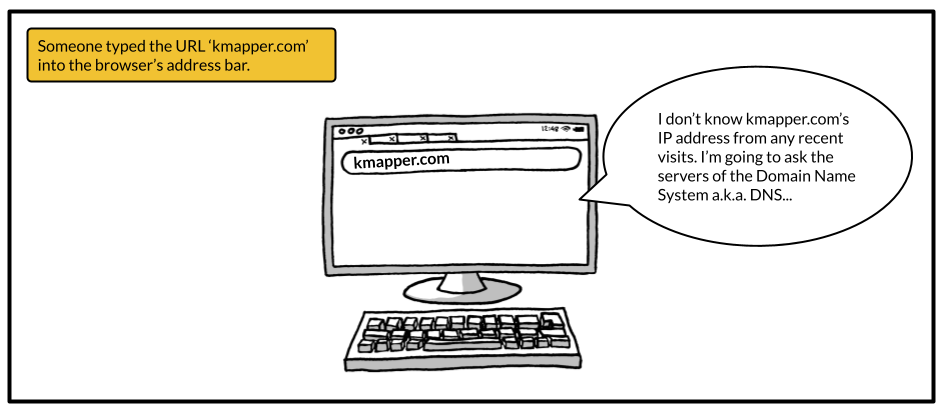 Someone typed the URL ‘kmapper.com’
into the browser’s address bar.
12:48
kmapper.com
I don’t know kmapper.com’s
IP address from any recent
visits. I’m going to ask the
servers of the Domain Name
System a.k.a. DNS...